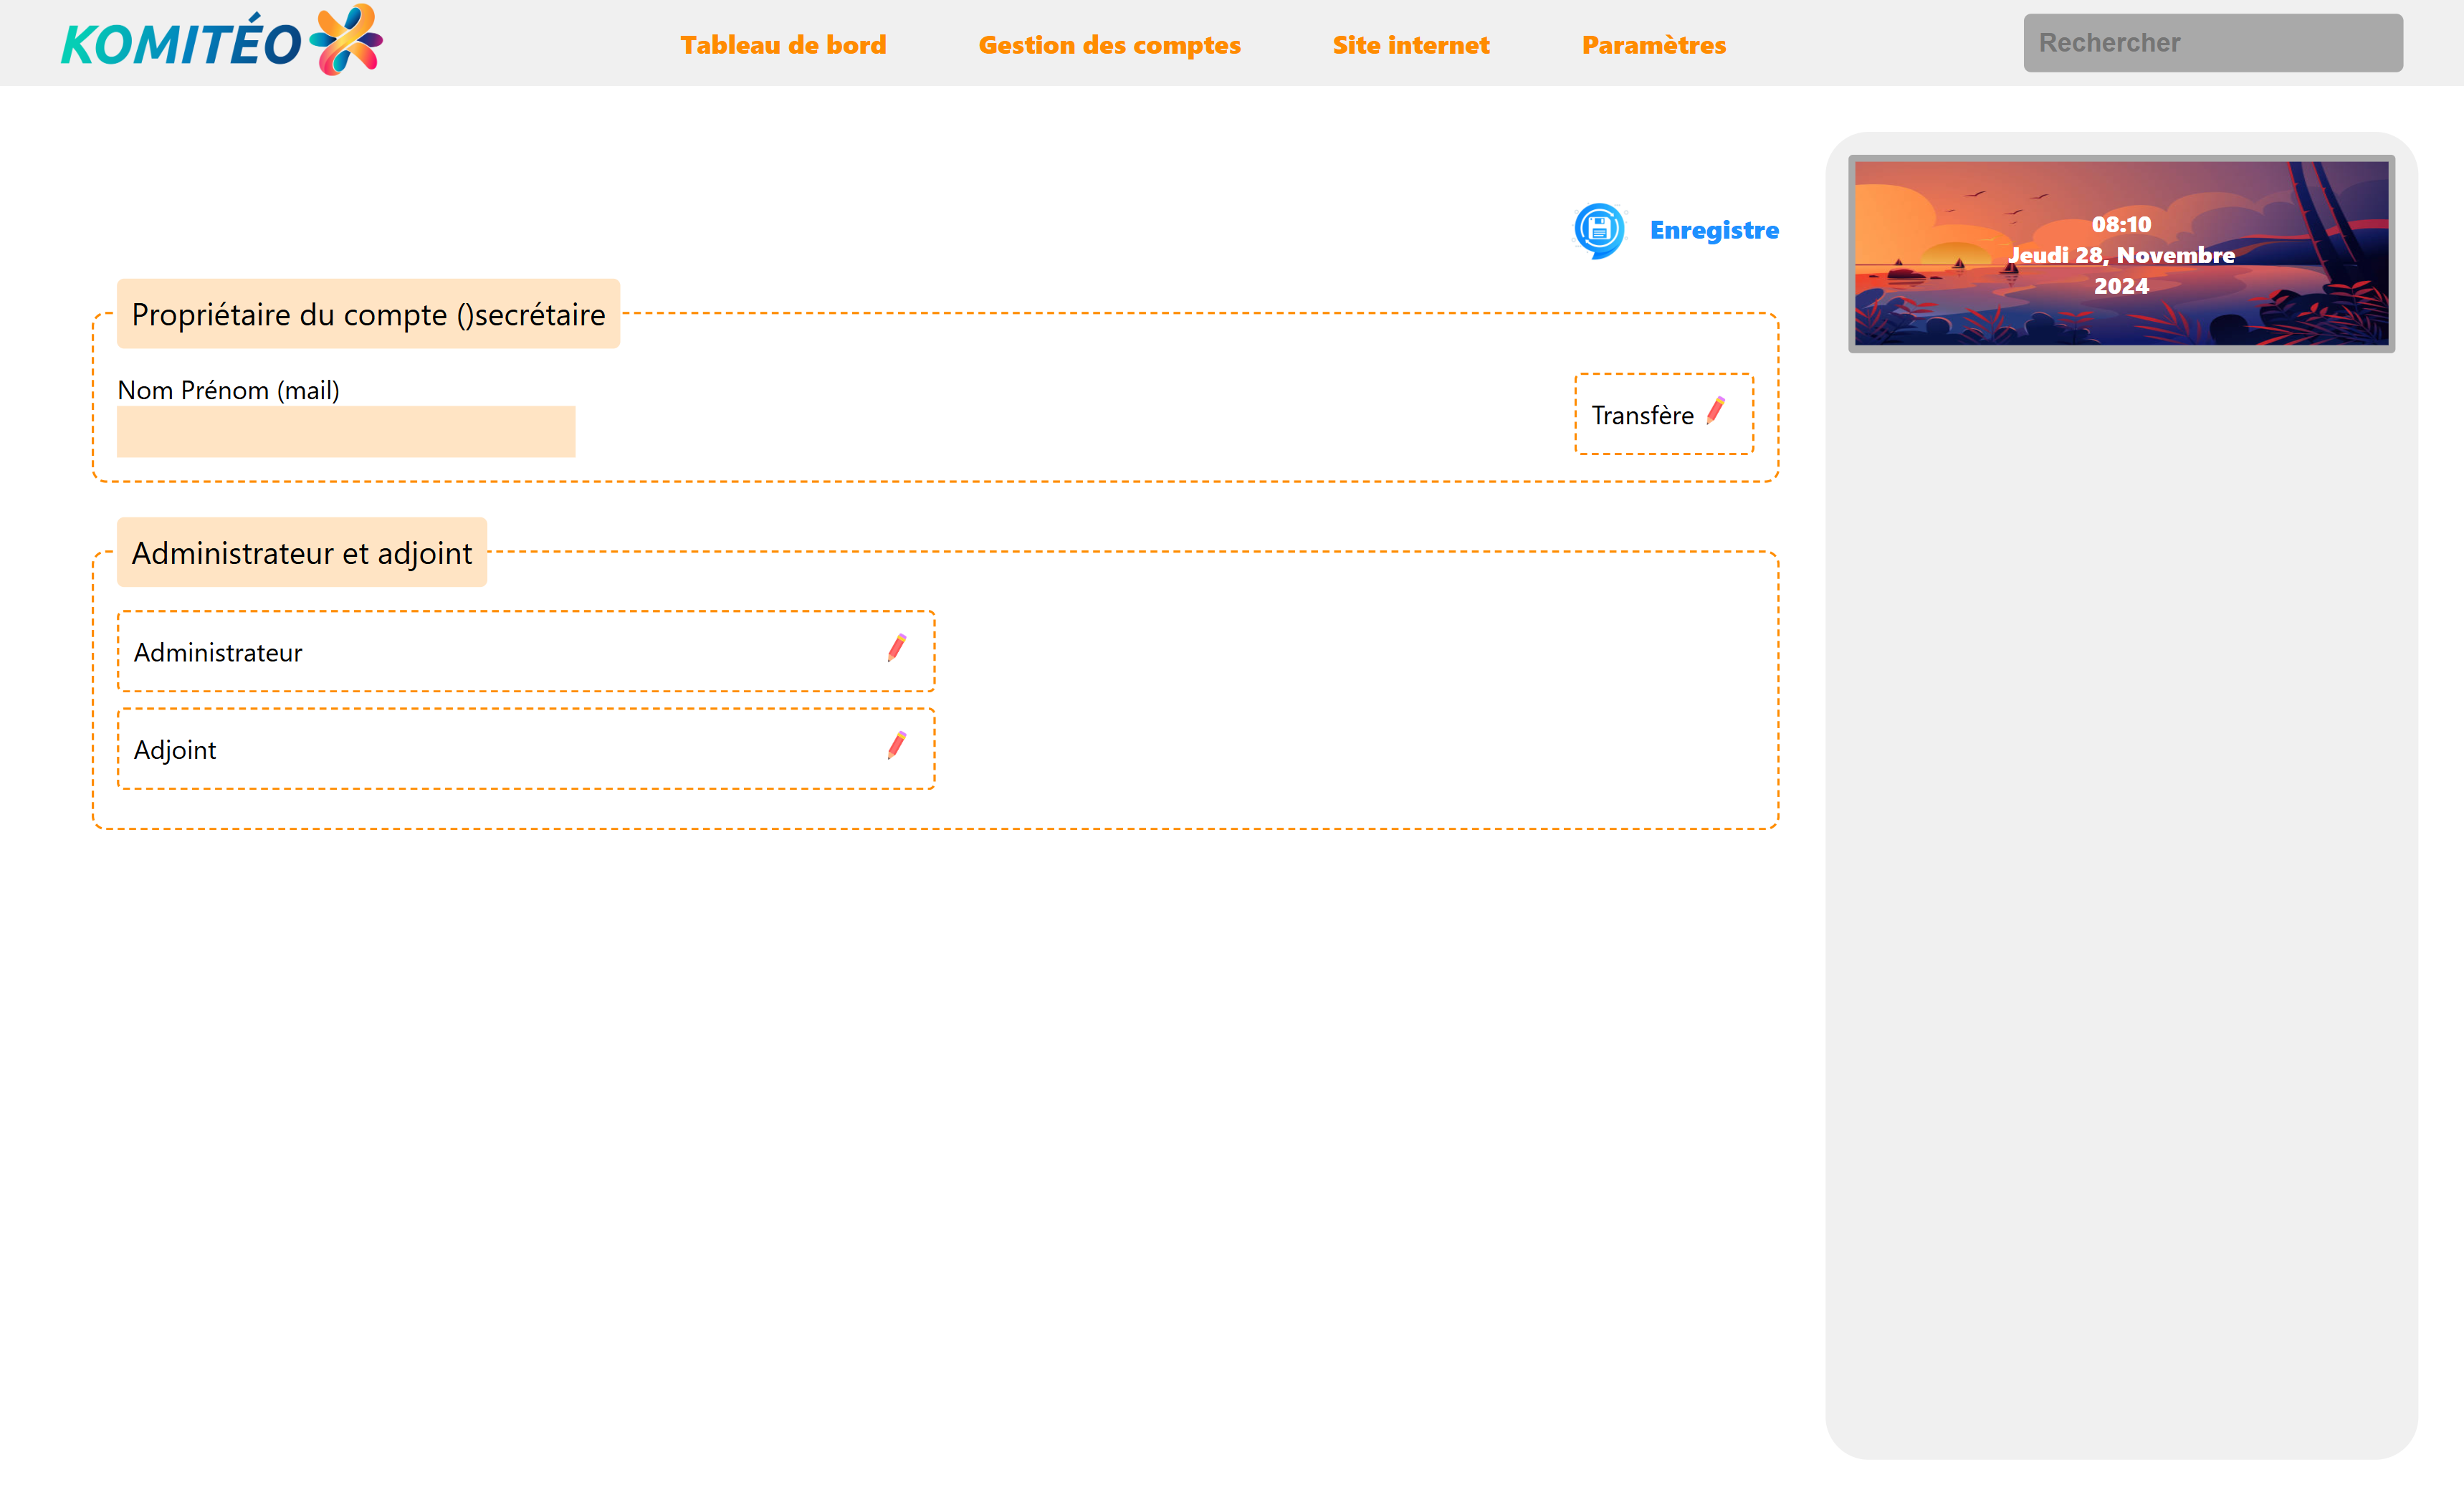 KOMITÉO
Tableau de bord
Gestion des comptes
Site internet
Paramètres
Rechercher
Enregistre
08:10
Jeudi 28, Novembre
2024
Propriétaire du compte ()secrétaire
Nom Prénom (mail)
Transfère
Administrateur et adjoint
Administrateur
Adjoint